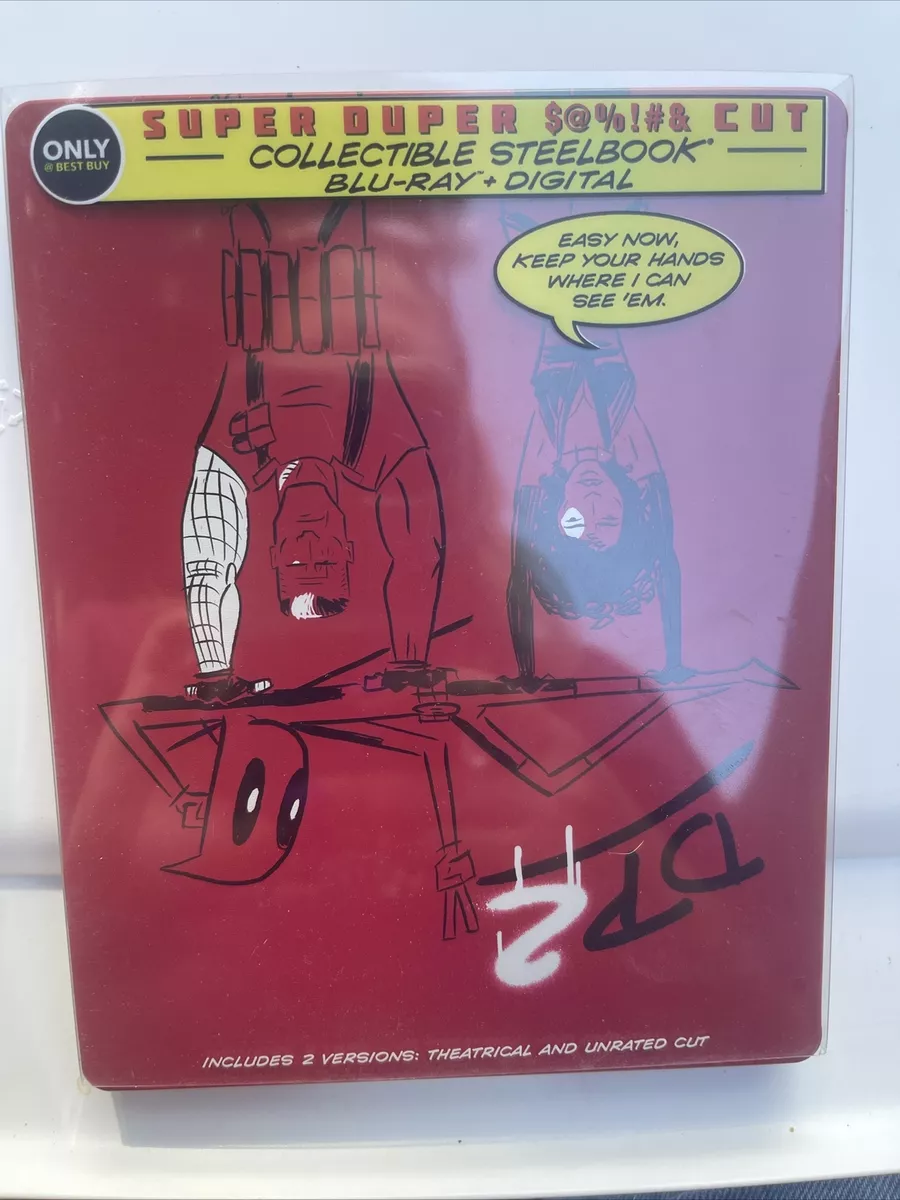 ONLY
@ BEST BUY
SUPER DUPER $@%!#& CUT
COLLECTIBLE STEELBOOK®
BLU-RAY™ + DIGITAL
EASY NOW,
KEEP YOUR HANDS
WHERE I CAN
SEE 'EM.
DP2
INCLUDES 2 VERSIONS: THEATRICAL AND UNRATED CUT